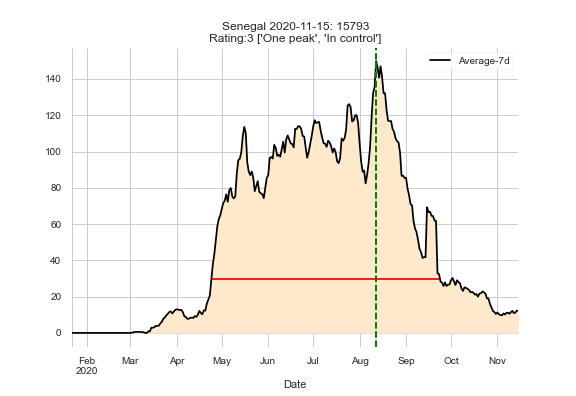 Senegal 2020-11-15: 15793
Rating:3 ['One peak', 'In control']
Average-7d
140
120
100
80
60
40
20
0
Feb Mar Apr May Jun Jul Aug Sep Oct Nov
2020
Date